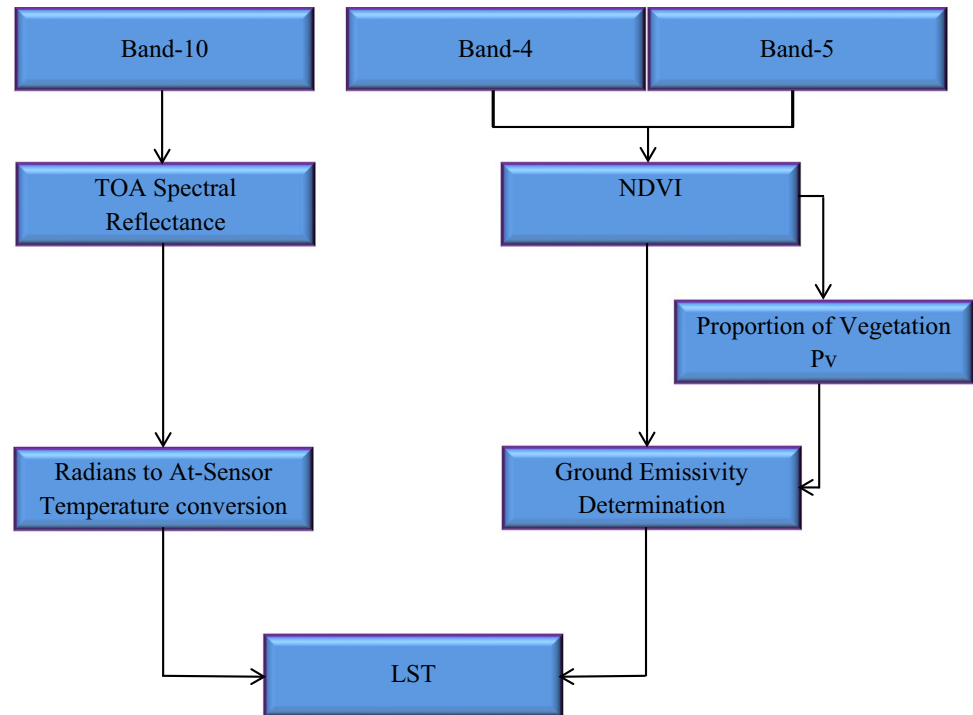 Band-10
Band-4
Band-5
TOA Spectral
Reflectance
NDVI
Proportion of Vegetation
Pv
Radians to At-Sensor
Temperature conversion
Ground Emissivity
Determination
LST